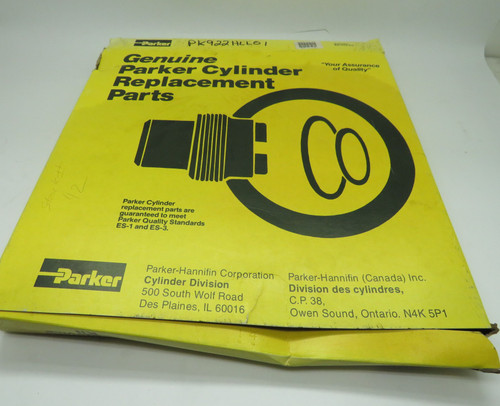 Parker
PK922HLL01
Genuine
Parker Cylinder
Replacement
Parts
"Your Assurance
of Quality"
Parker Cylinder
replacement parts are
guaranteed to meet
Parker Quality Standards
ES-1 and ES-3.
Parker
Parker-Hannifin Corporation
Cylinder Division
500 South Wolf Road
Des Plaines, IL 60016
Parker-Hannifin (Canada) Inc.
Division des cylindres,
C.P. 38,
Owen Sound, Ontario. N4K 5P1